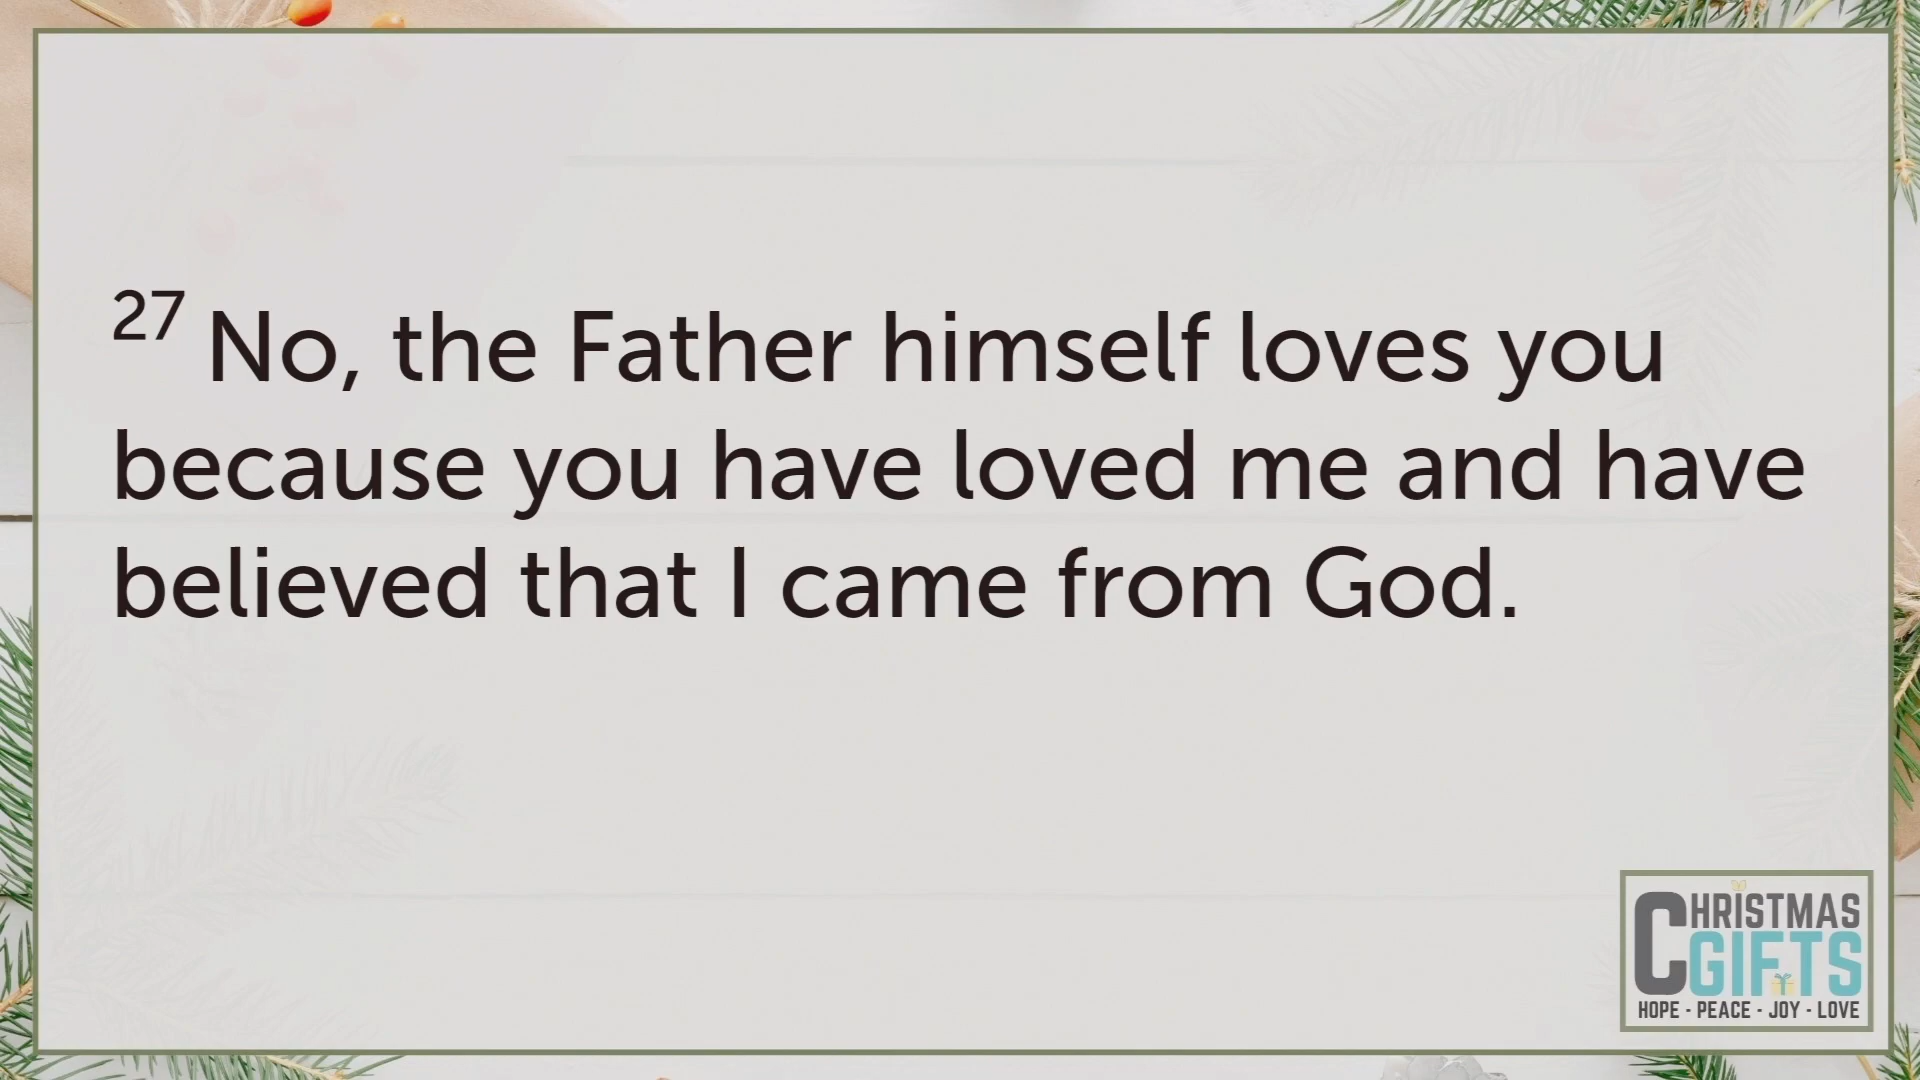 27 No, the Father himself loves you
because you have loved me and have
believed that I came from God.
CHRISTMAS
GIFTS
HOPE - PEACE - JOY - LOVE